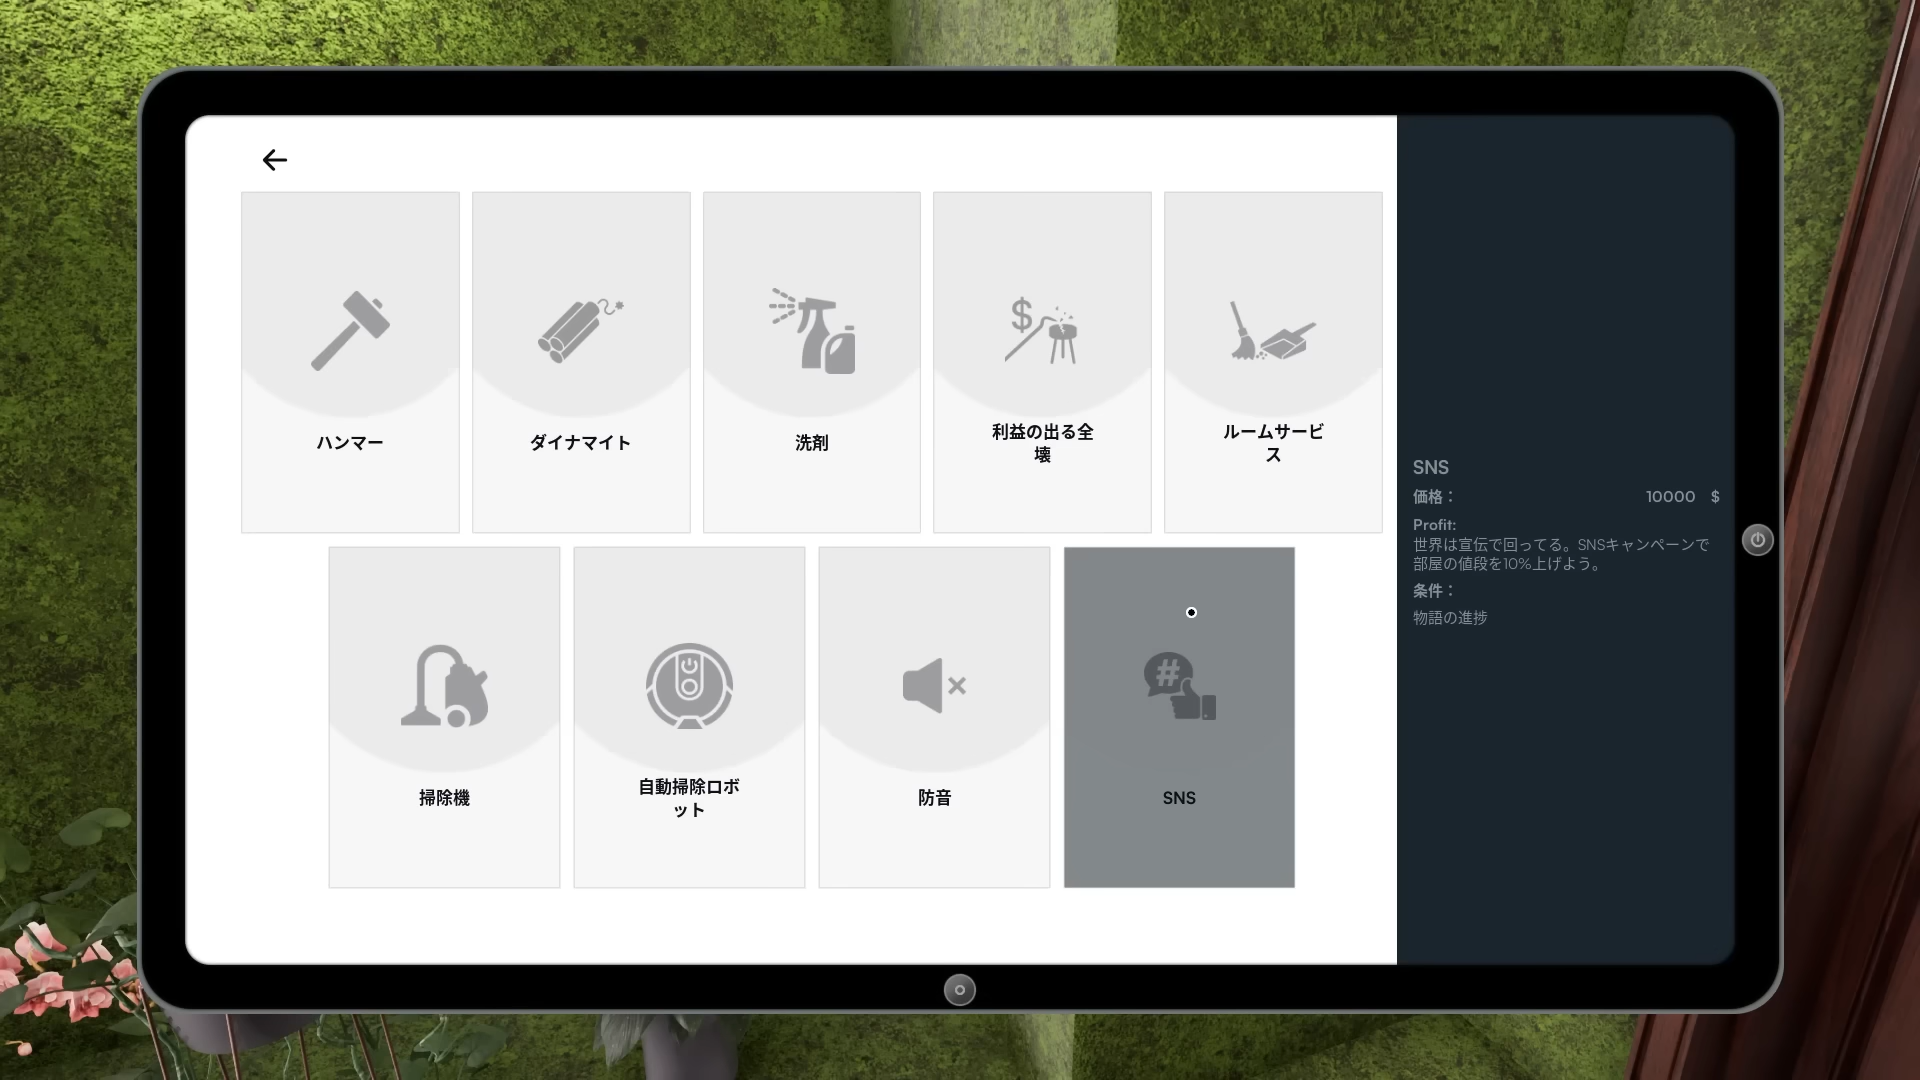 ハンマー
ダイナマイト
洗剤
利益の出る全
壊
ルームサービ
ス
掃除機
自動掃除ロボ
ット
防音
SNS
SNS
価格： 10000 $
Profit:
世界は宣伝で回ってる。SNSキャンペーンで
部屋の値段を10%上げよう。
条件：
物語の進捗